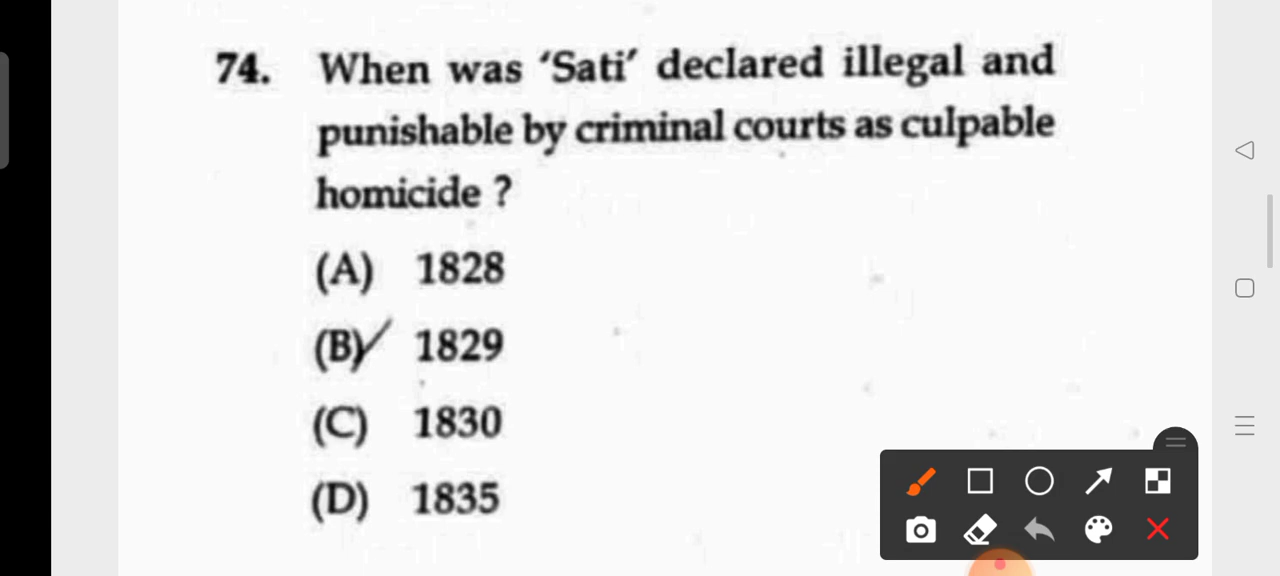 74. When was ‘Sati’ declared illegal and
punishable by criminal courts as culpable
homicide ?
(A) 1828
(B) 1829
(C) 1830
(D) 1835